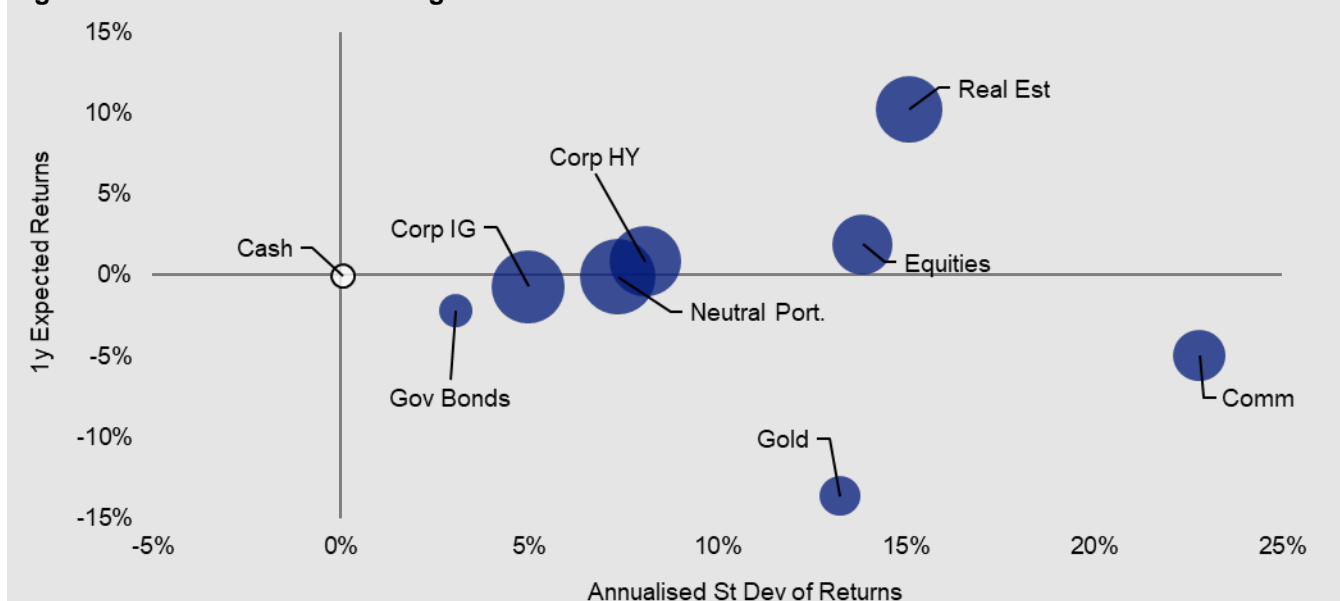 15%
Real Est
10%
Corp HY
5%
Corp IG
Cash
0%
Equities
Neutral Port.
-5%
Gov Bonds
Comm
-10%
Gold
-15%
-5% 0% 5% 10% 15% 20% 25%
Annualised St Dev of Returns
1y Expected Returns